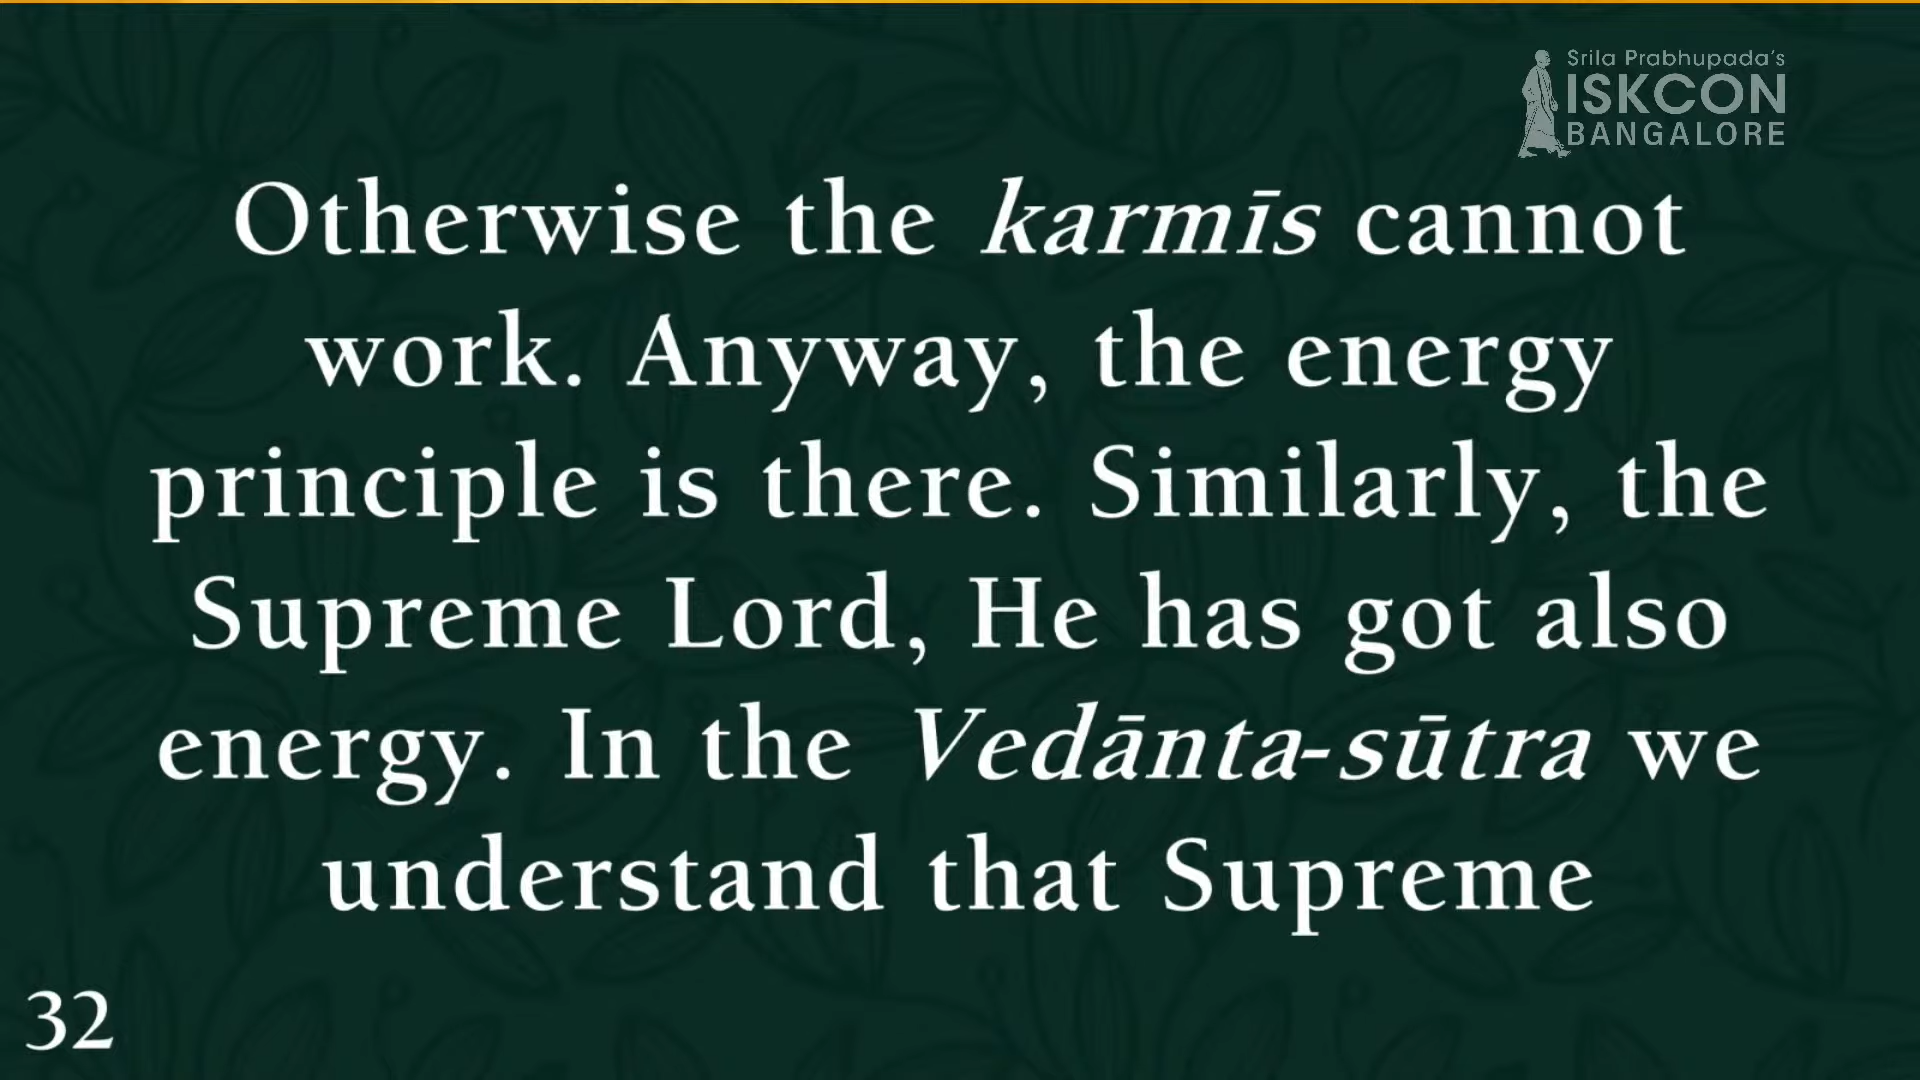 Srila Prabhupada's
ISKCON
BANGALORE
Otherwise the karmīs cannot
work. Anyway, the energy
principle is there. Similarly, the
Supreme Lord, He has got also
energy. In the Vedānta-sūtra we
understand that Supreme
32